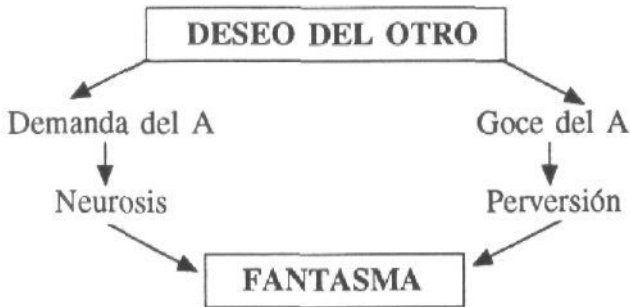 DESEO DEL OTRO
Demanda del A
Goce del A
Neurosis
Perversión
FANTASMA